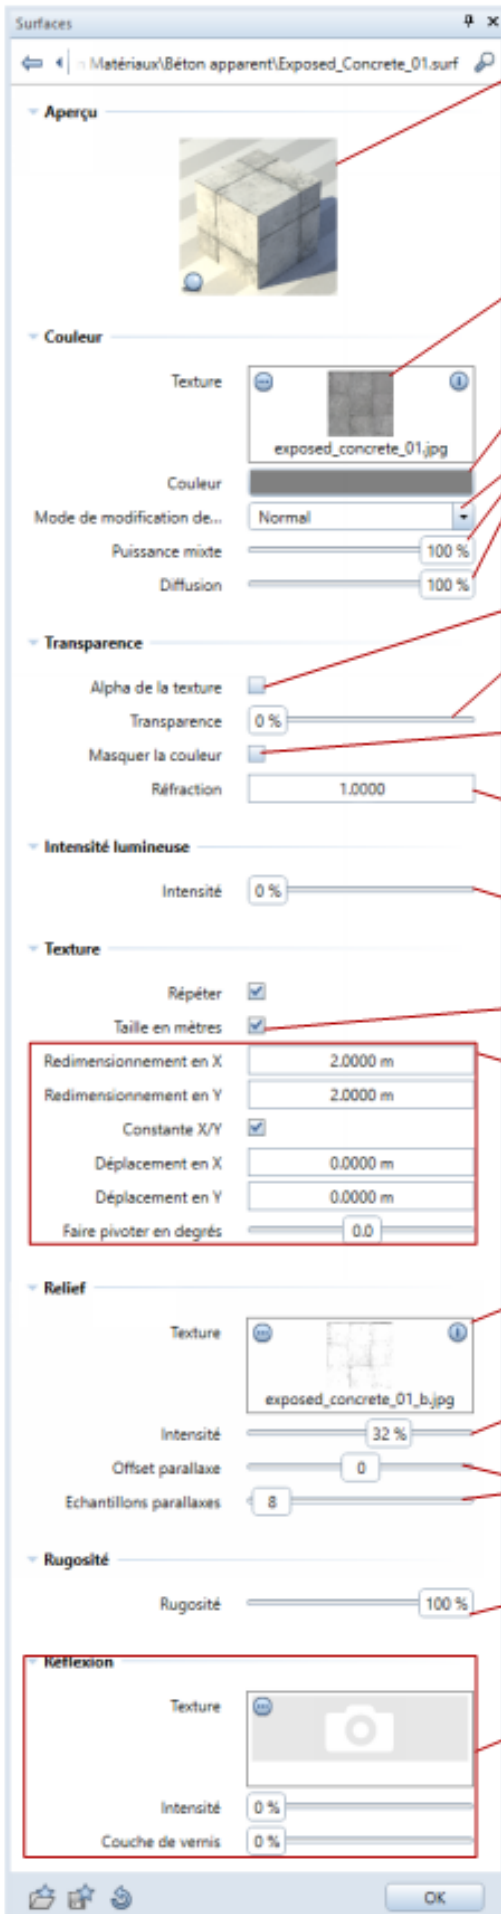 Surfaces
Matériaux\Béton apparent\Exposed_Concrete_01.surf
Aperçu
Couleur
Texture
exposed_concrete_01.jpg
Couleur
Mode de modification de... Normal
Puissance mixte 100 %
Diffusion 100 %
Transparence
Alpha de la texture
Transparence 0 %
Masquer la couleur
Réfraction 1.0000
Intensité lumineuse
Intensité 0 %
Texture
Répéter
Taille en mètres
Redimensionnement en X 2.0000 m
Redimensionnement en Y 2.0000 m
Constante X/Y
Déplacement en X 0.0000 m
Déplacement en Y 0.0000 m
Faire pivoter en degrés 0.0
Relief
Texture
exposed_concrete_01_b.jpg
Intensité 32 %
Offset parallaxe 0
Echantillons parallaxes 8
Rugosité
Rugosité 100 %
Réflexion
Texture
Intensité 0 %
Couche de vernis 0 %
OK